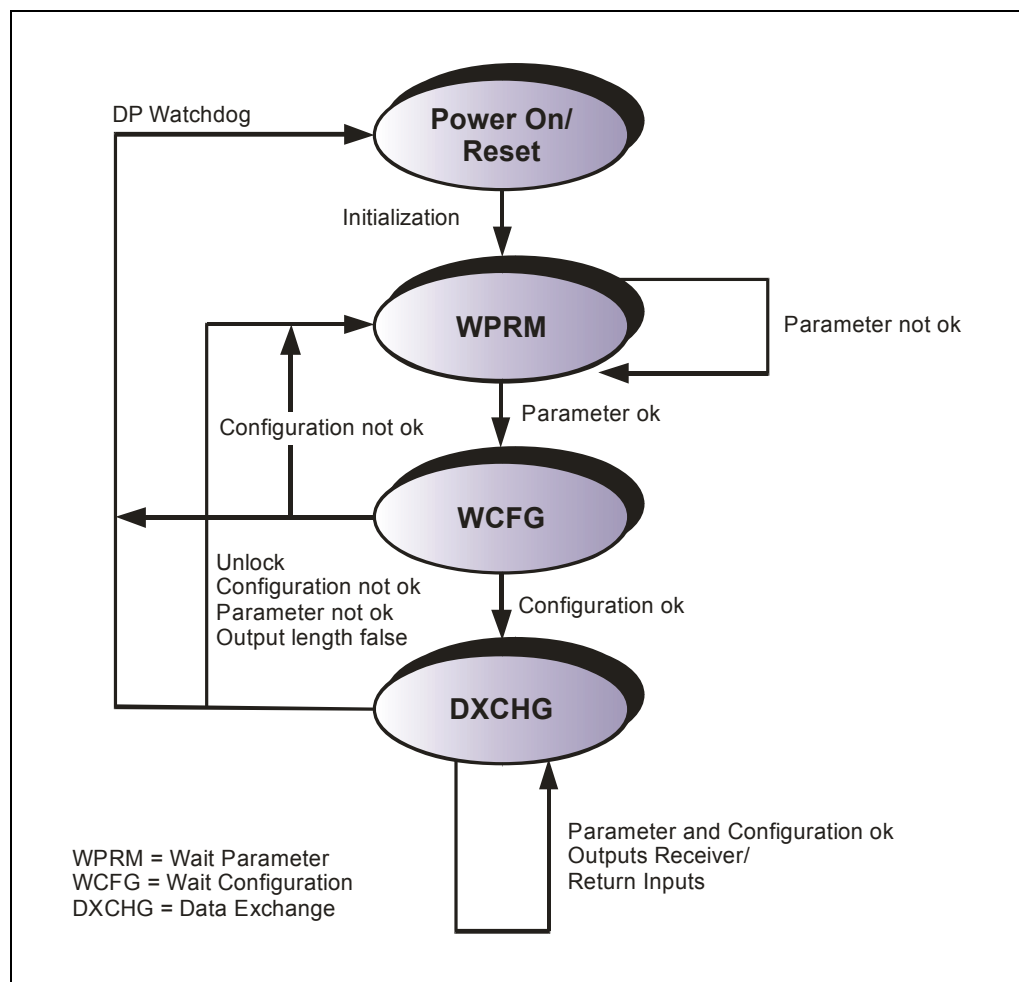 DP Watchdog
Power On/
Reset
Initialization
WPRM
Parameter not ok
Parameter ok
Configuration not ok
WCFG
Unlock
Configuration not ok
Parameter not ok
Output length false
Configuration ok
DXCHG
Parameter and Configuration ok
Outputs Receiver/
Return Inputs
WPRM = Wait Parameter
WCFG = Wait Configuration
DXCHG = Data Exchange